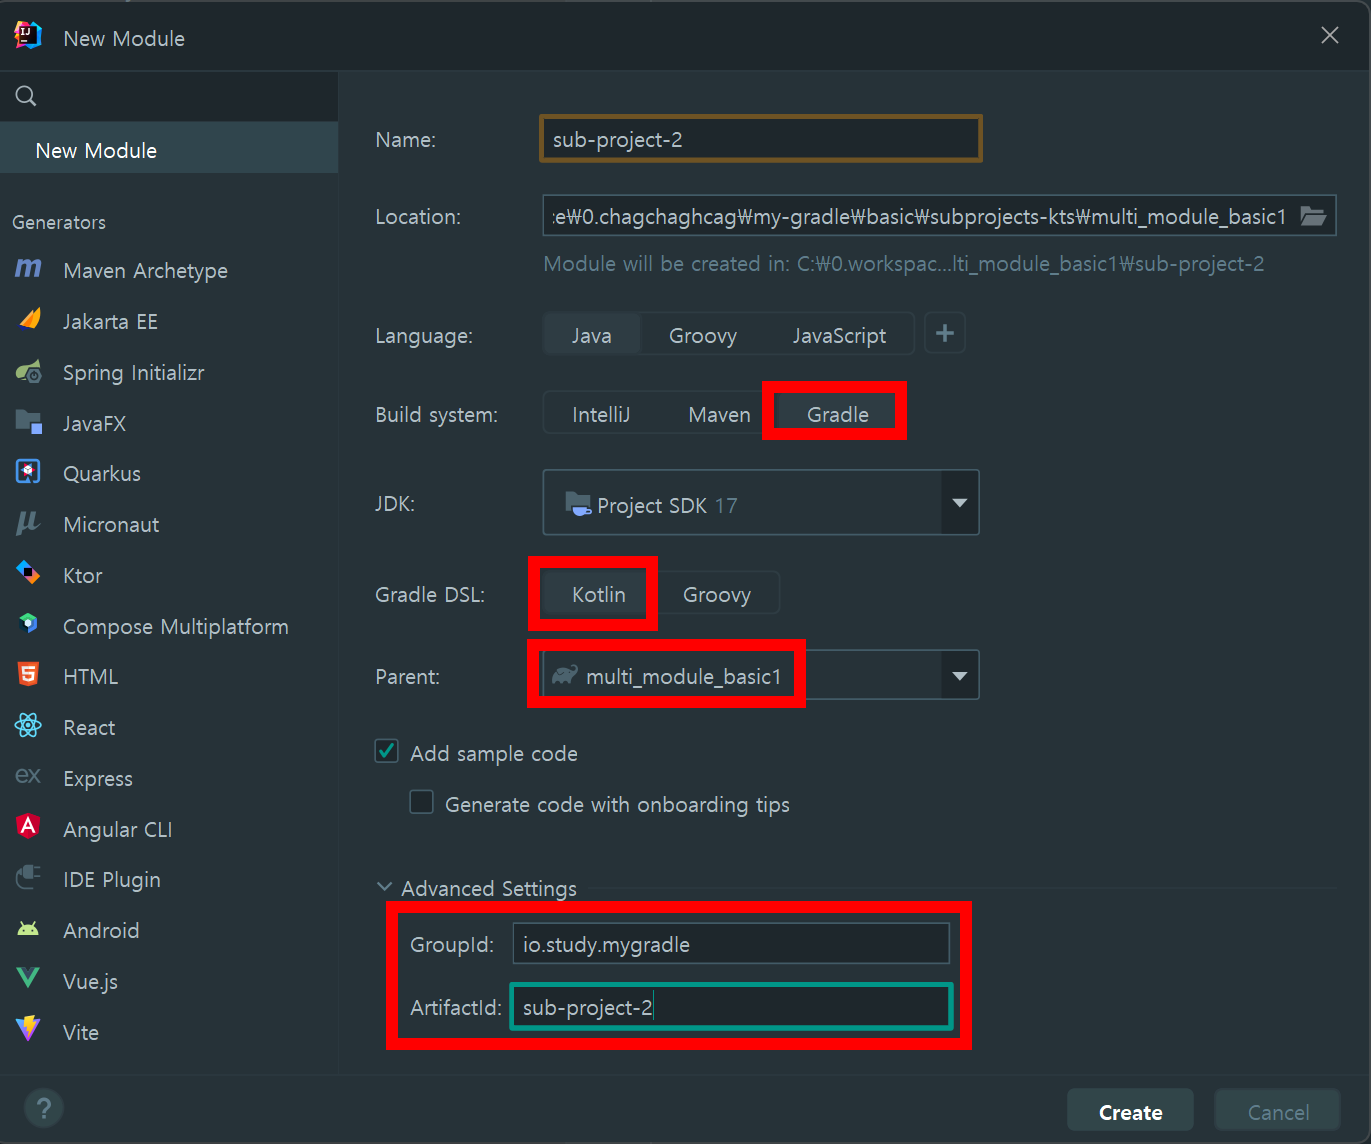 New Module
New Module
Generators
Maven Archetype
Jakarta EE
Spring Initializr
JavaFX
Quarkus
Micronaut
Ktor
Compose Multiplatform
HTML
React
Express
Angular CLI
IDE Plugin
Android
Vue.js
Vite
Name: sub-project-2
Location: :e₩0.chagchaghcag₩my-gradle₩basic₩subprojects-kts₩multi_module_basic1
Module will be created in: C:₩0.workspac...lti_module_basic1₩sub-project-2
Language: Java Groovy JavaScript +
Build system: IntelliJ Maven Gradle
JDK: Project SDK 17
Gradle DSL: Kotlin Groovy
Parent: multi_module_basic1
Add sample code
Generate code with onboarding tips
Advanced Settings
GroupId: io.study.mygradle
ArtifactId: sub-project-2
? Create Cancel